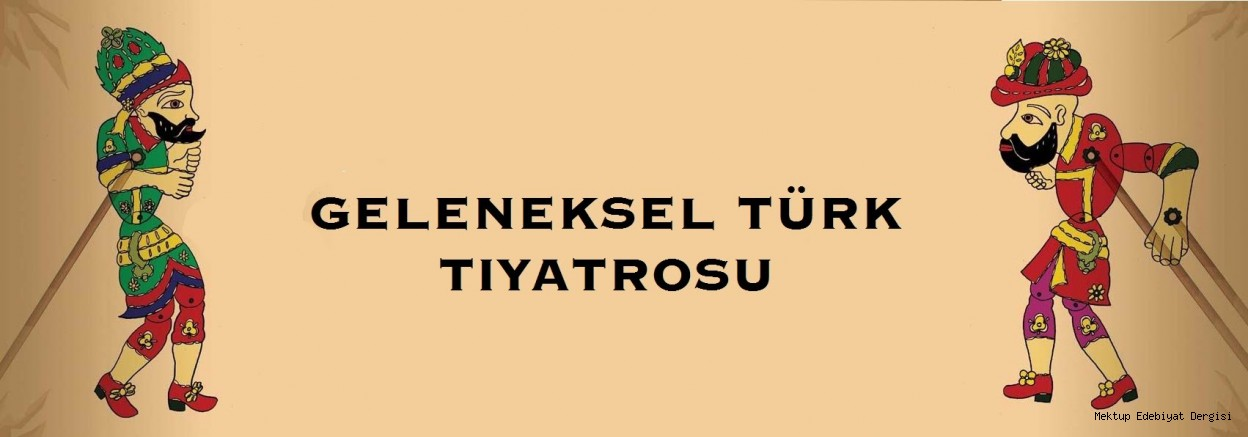 GELENEKSEL TÜRK
TIYATROSU
Mektup Edebiyat Dergisi